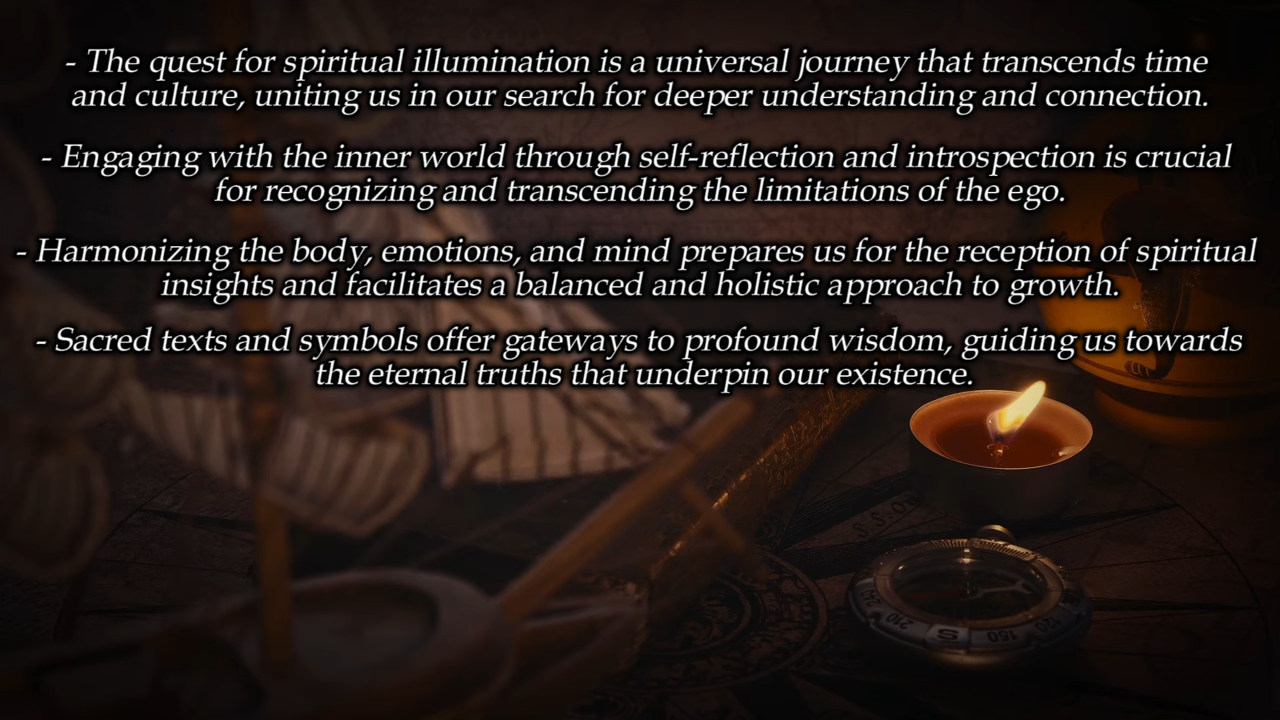 - The quest for spiritual illumination is a universal journey that transcends time
and culture, uniting us in our search for deeper understanding and connection.
- Engaging with the inner world through self-reflection and introspection is crucial
for recognizing and transcending the limitations of the ego.
- Harmonizing the body, emotions, and mind prepares us for the reception of spiritual
insights and facilitates a balanced and holistic approach to growth.
- Sacred texts and symbols offer gateways to profound wisdom, guiding us towards
the eternal truths that underpin our existence.
210 S 150 120